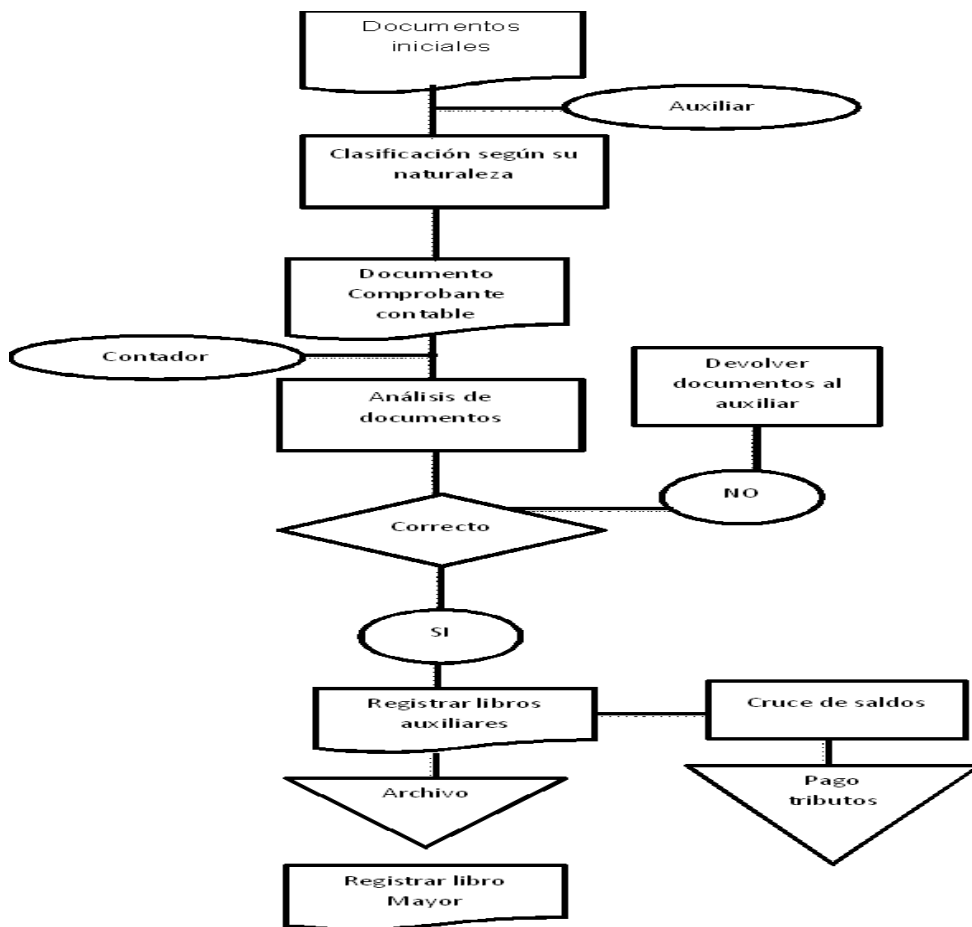 Documentos
iniciales
Auxiliar
Clasificación según su
naturaleza
Documento
Comprobante
contable
Contador
Devolver
documentos al
auxiliar
Análisis de
documentos
NO
Correcto
SI
Registrar libros
auxiliares
Cruce de saldos
Archivo
Pago
tributos
Registrar libro
Mayor